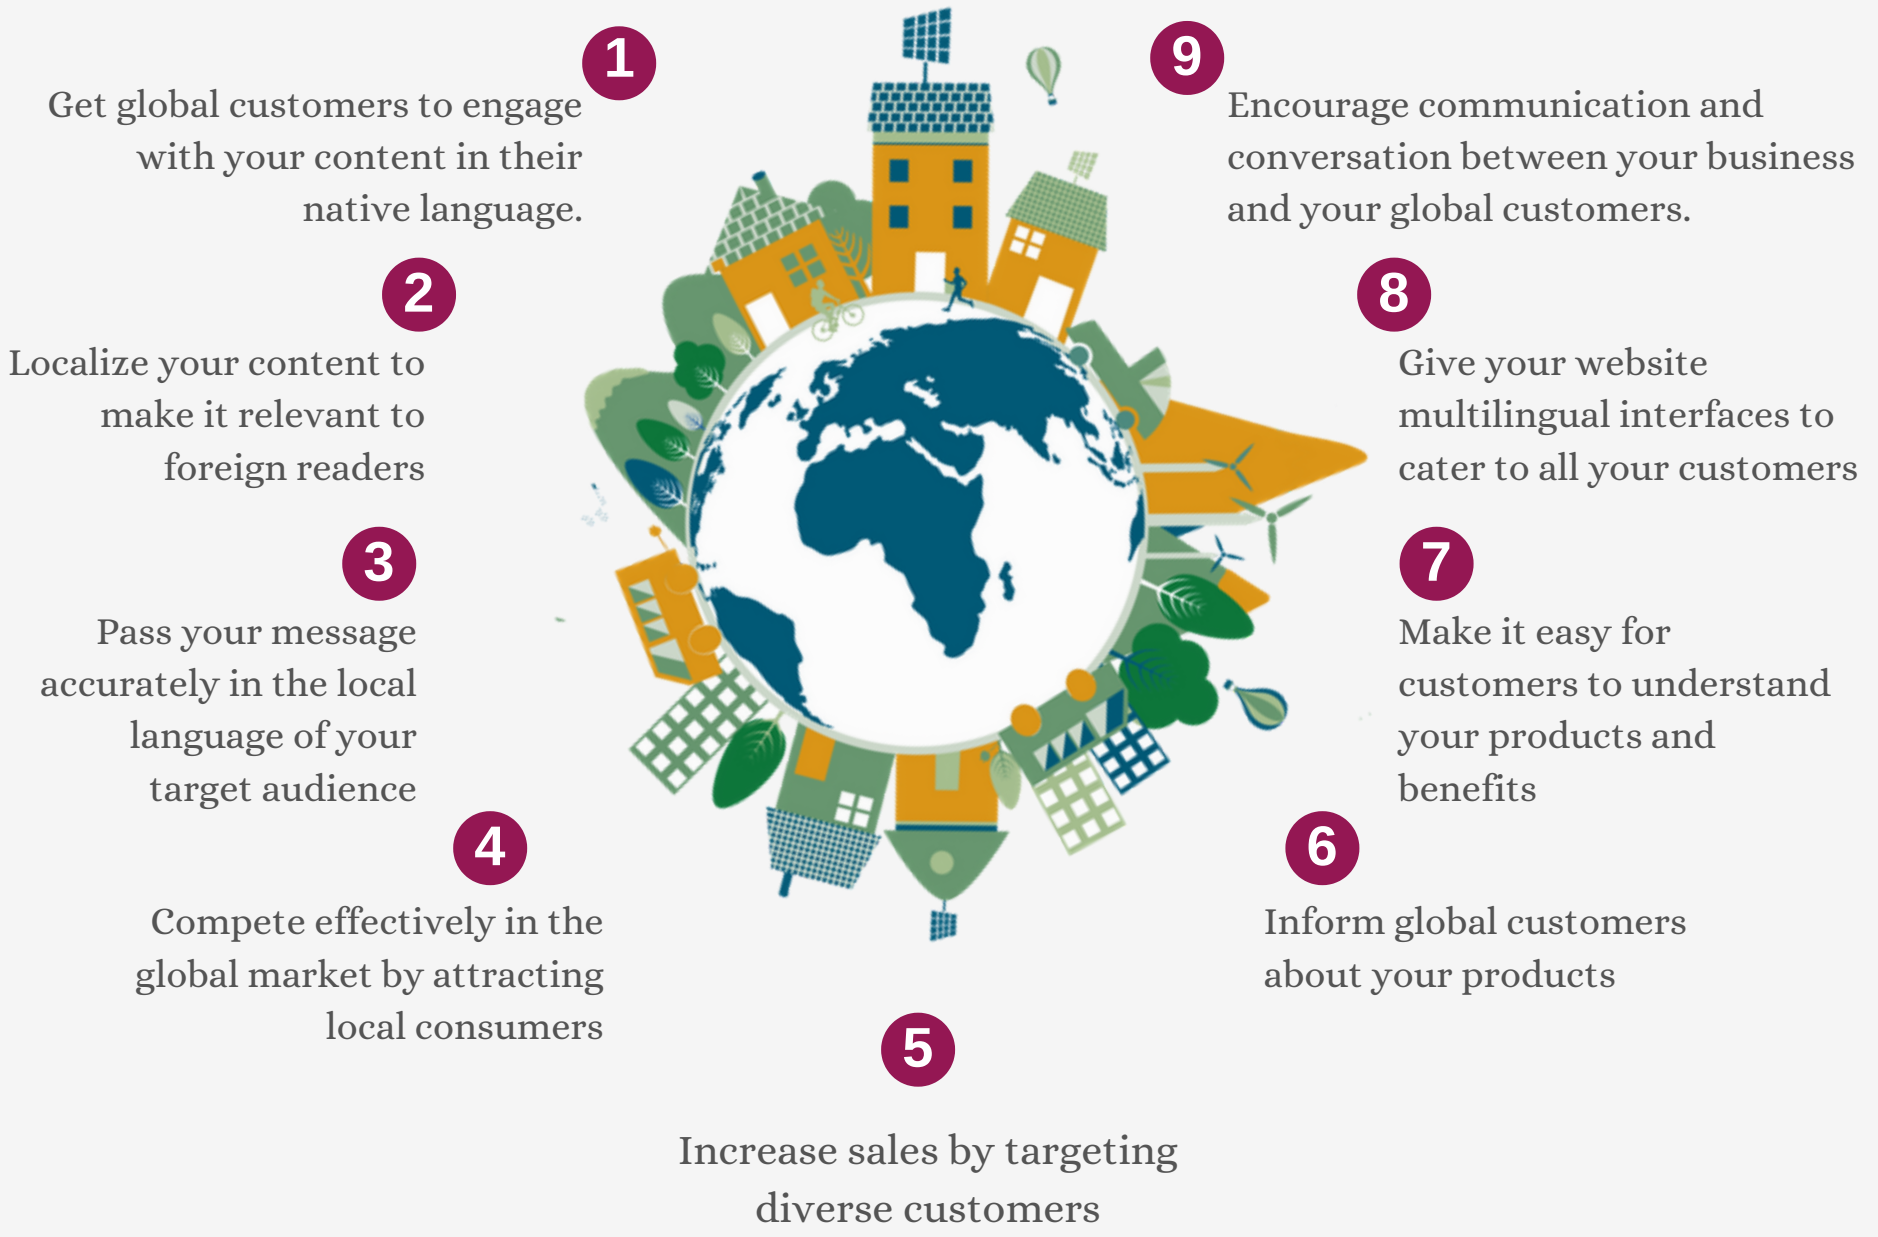 1
Get global customers to engage
with your content in their
native language.
2
Localize your content to
make it relevant to
foreign readers
3
Pass your message
accurately in the local
language of your
target audience
4
Compete effectively in the
global market by attracting
local consumers
5
Increase sales by targeting
diverse customers
6
Inform global customers
about your products
7
Make it easy for
customers to understand
your products and
benefits
8
Give your website
multilingual interfaces to
cater to all your customers
9
Encourage communication and
conversation between your business
and your global customers.